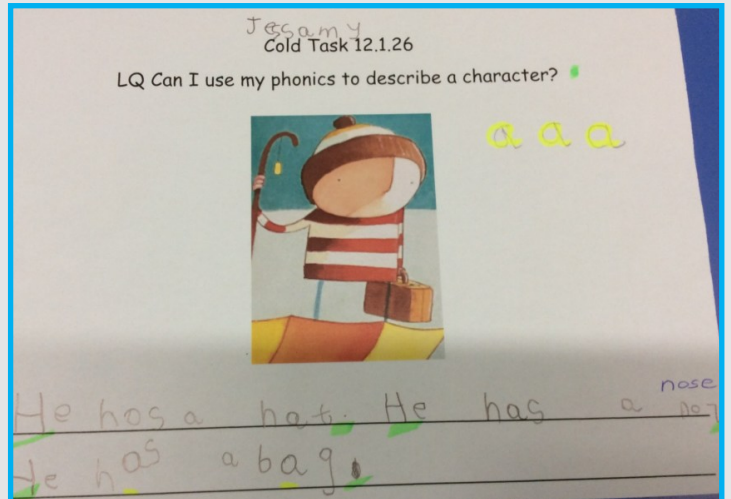 Jessamy
Cold Task 12.1.26
LQ Can I use my phonics to describe a character?
a a a
nose
He hos a hat. He has a
He has a bag.